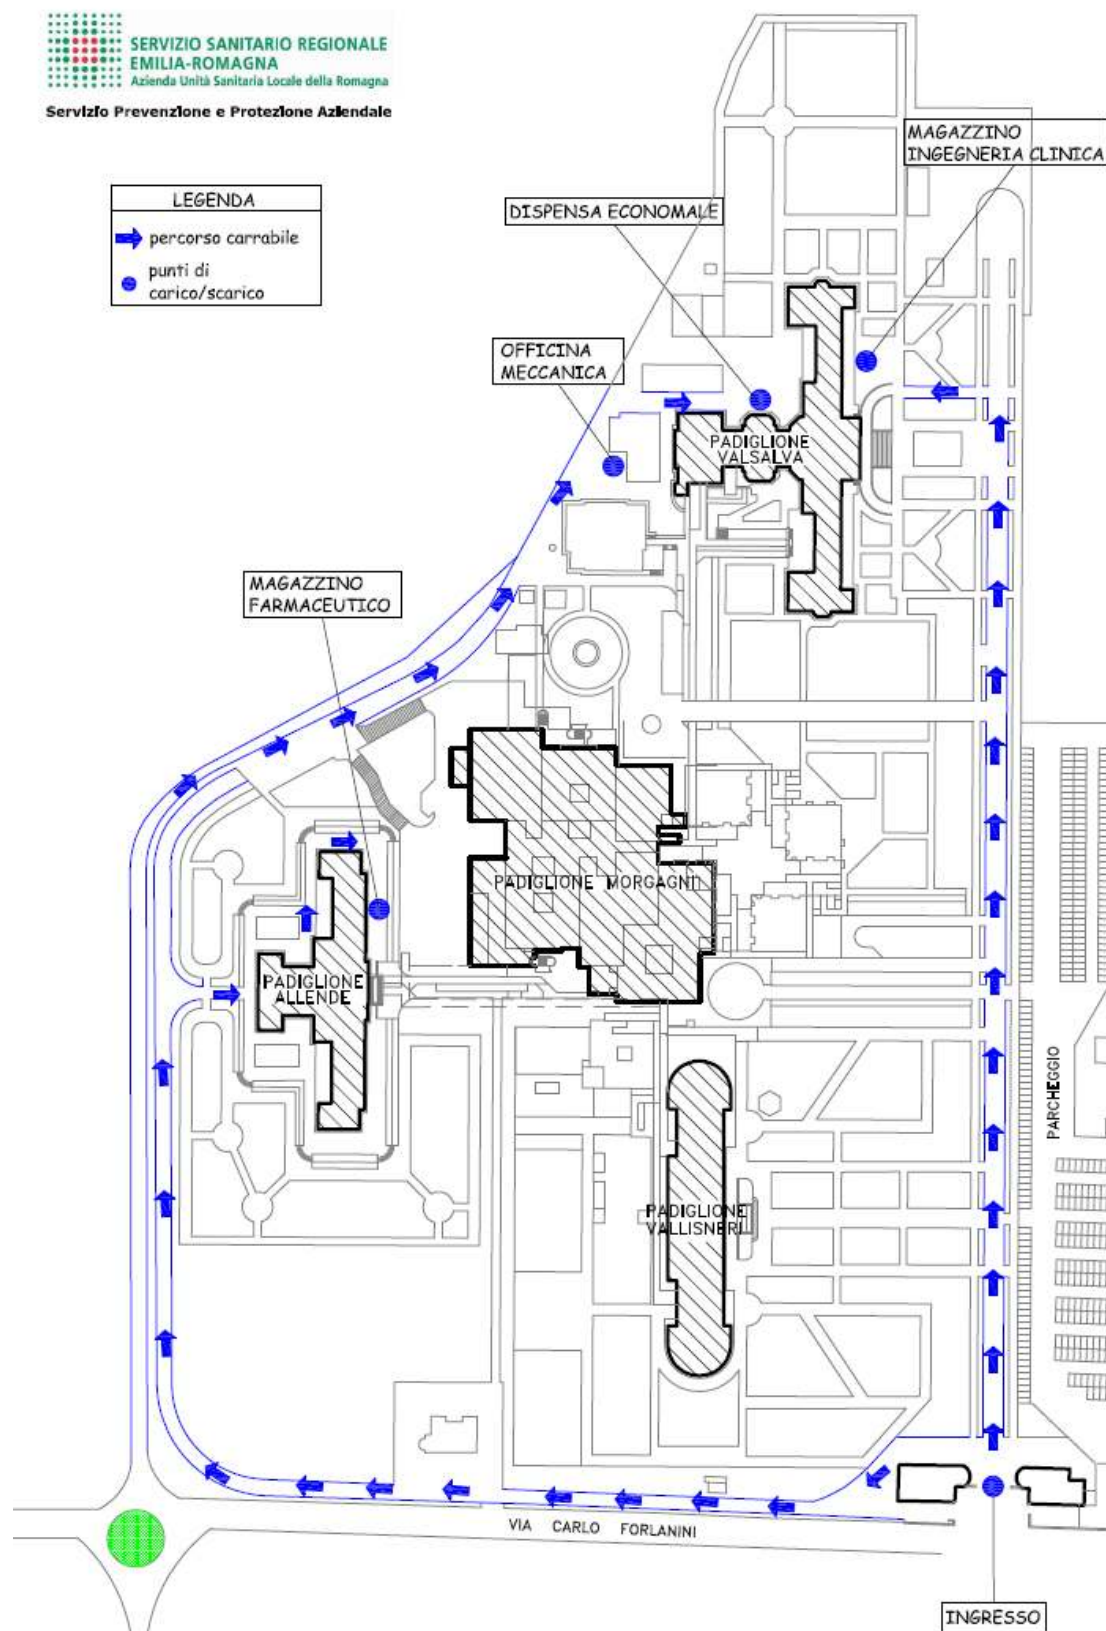 SERVIZIO SANITARIO REGIONALE
EMILIA-ROMAGNA
Azienda Unità Sanitaria Locale della Romagna
Servizio Prevenzione e Protezione Aziendale
LEGENDA
percorso carrabile
punti di
carico/scarico
MAGAZZINO
INGEGNERIA CLINICA
DISPENSA ECONOMALE
OFFICINA
MECCANICA
PADIGLIONE
VALSALVA
MAGAZZINO
FARMACEUTICO
PADIGLIONE MORGAGNI
PADIGLIONE
ALLENDE
PARCHEGGIO
PADIGLIONE
VALLISNERI
VIA CARLO FORLANINI
INGRESSO